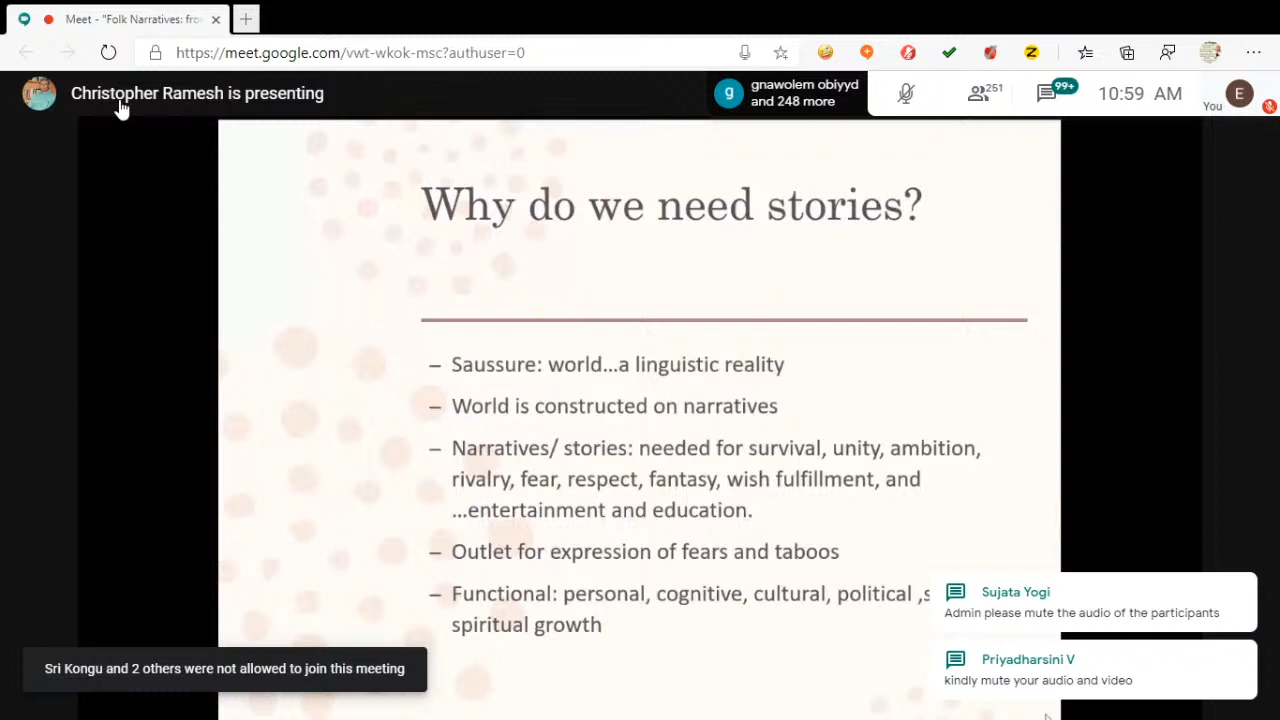 Meet - "Folk Narratives: fro
https://meet.google.com/vwt-wkok-msc?authuser=0
Christopher Ramesh is presenting
g
gnawolem obiyyd
and 248 more
251
99+
10:59 AM
You
E
Why do we need stories?
– Saussure: world...a linguistic reality
– World is constructed on narratives
– Narratives/ stories: needed for survival, unity, ambition,
rivalry, fear, respect, fantasy, wish fulfillment, and
...entertainment and education.
– Outlet for expression of fears and taboos
– Functional: personal, cognitive, cultural, political ,s
spiritual growth
Sujata Yogi
Admin please mute the audio of the participants
Sri Kongu and 2 others were not allowed to join this meeting
Priyadharsini V
kindly mute your audio and video